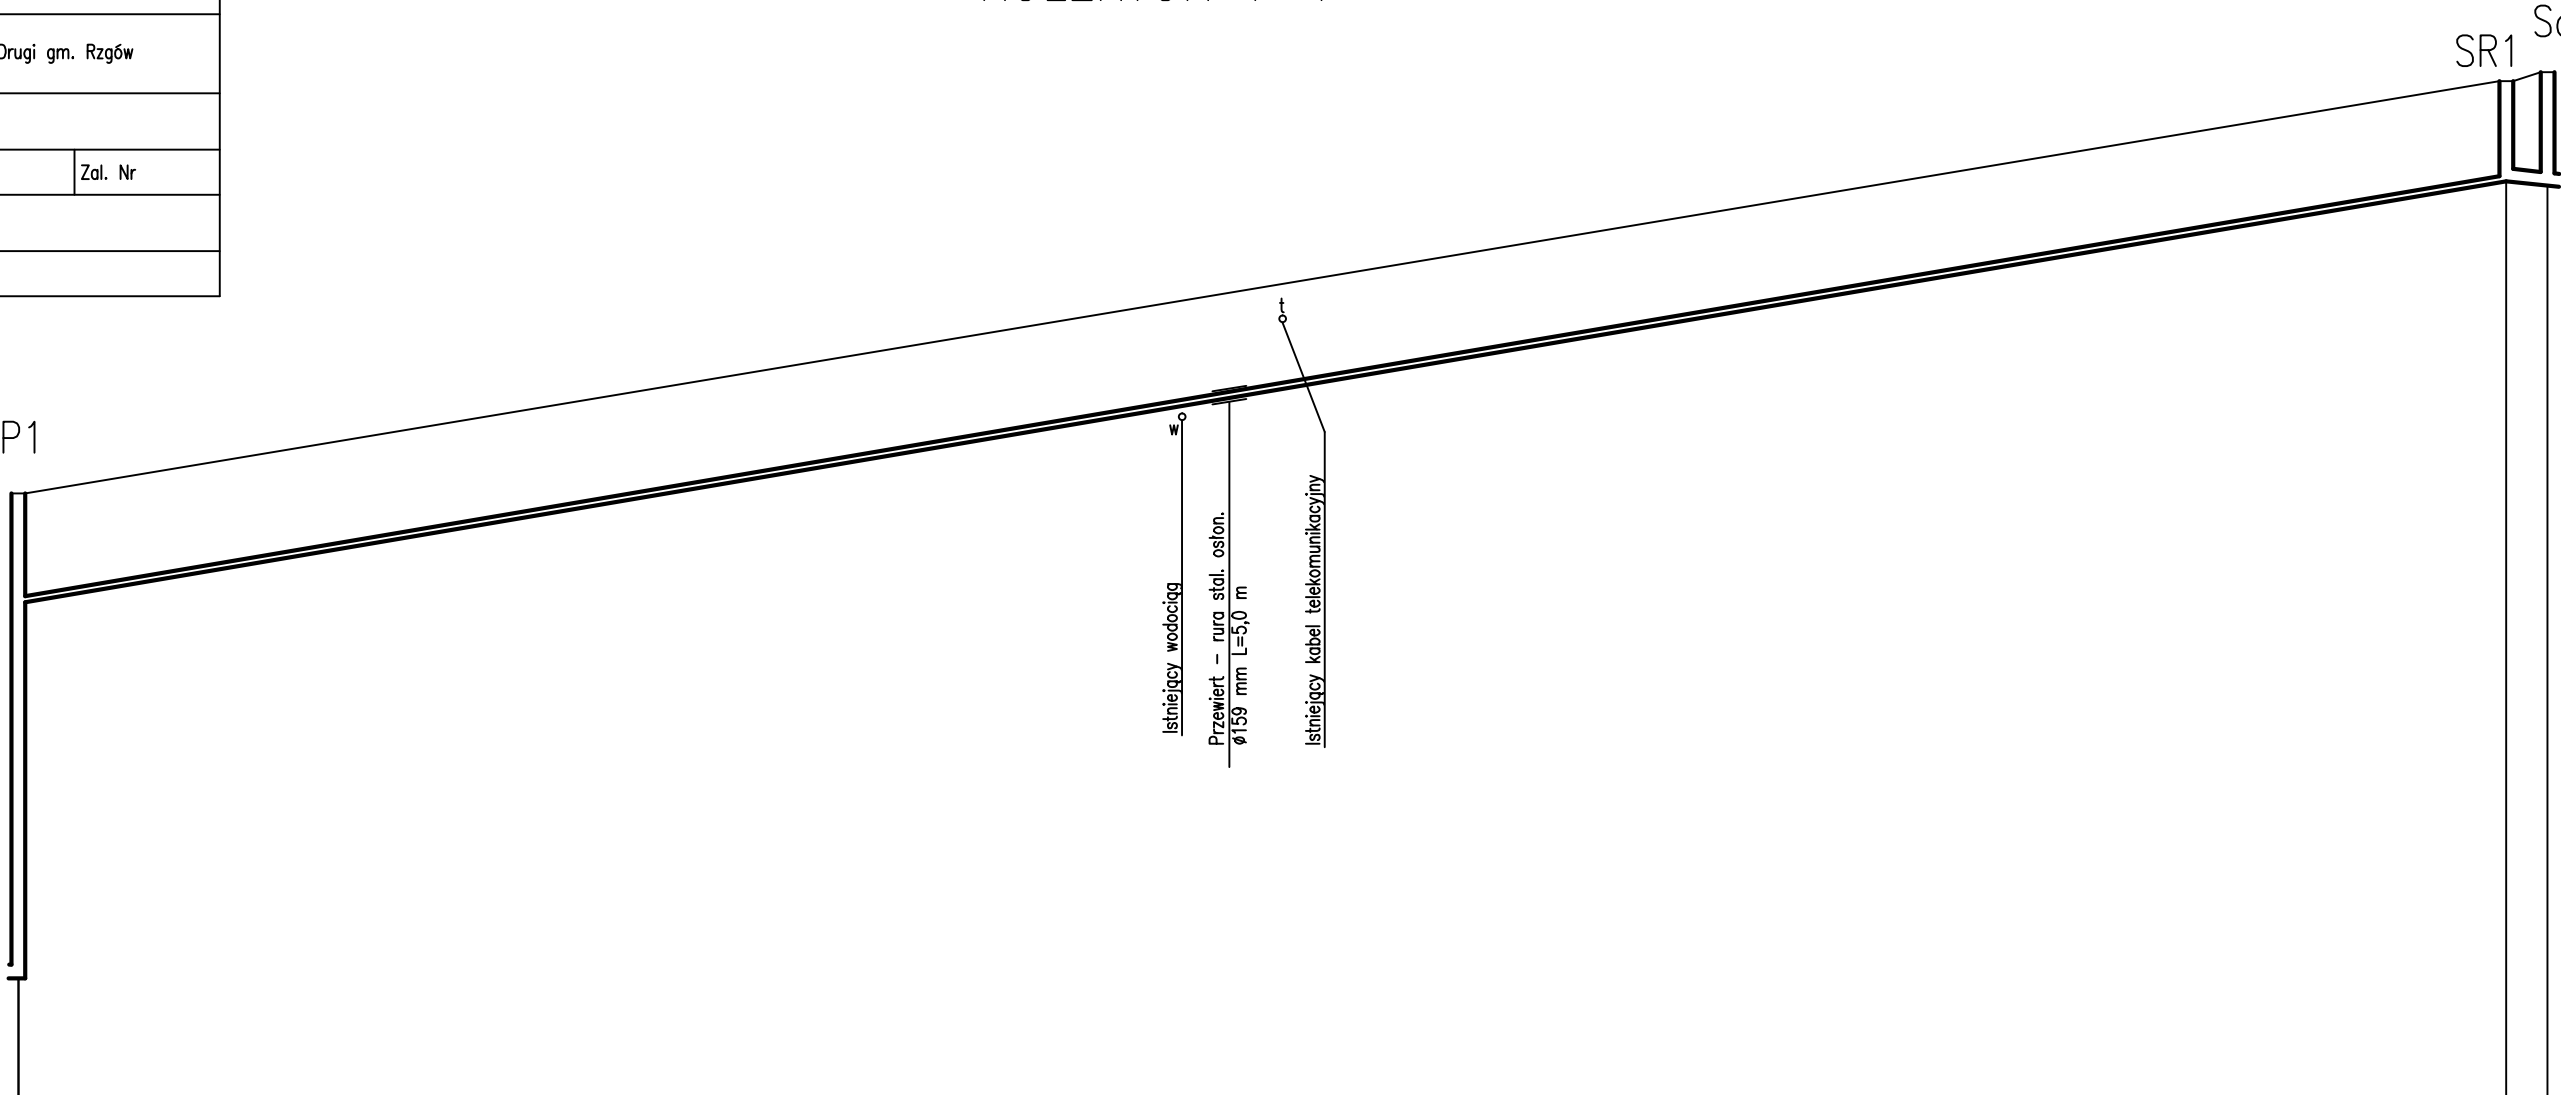 Drugi gm. Rzgów
Zal. Nr
SR1
P1
t
w
Istniejący wodociąg
Przewiert - rura stal. osłon.
ø159 mm L=5,0 m
Istniejący kabel telekomunikacyjny